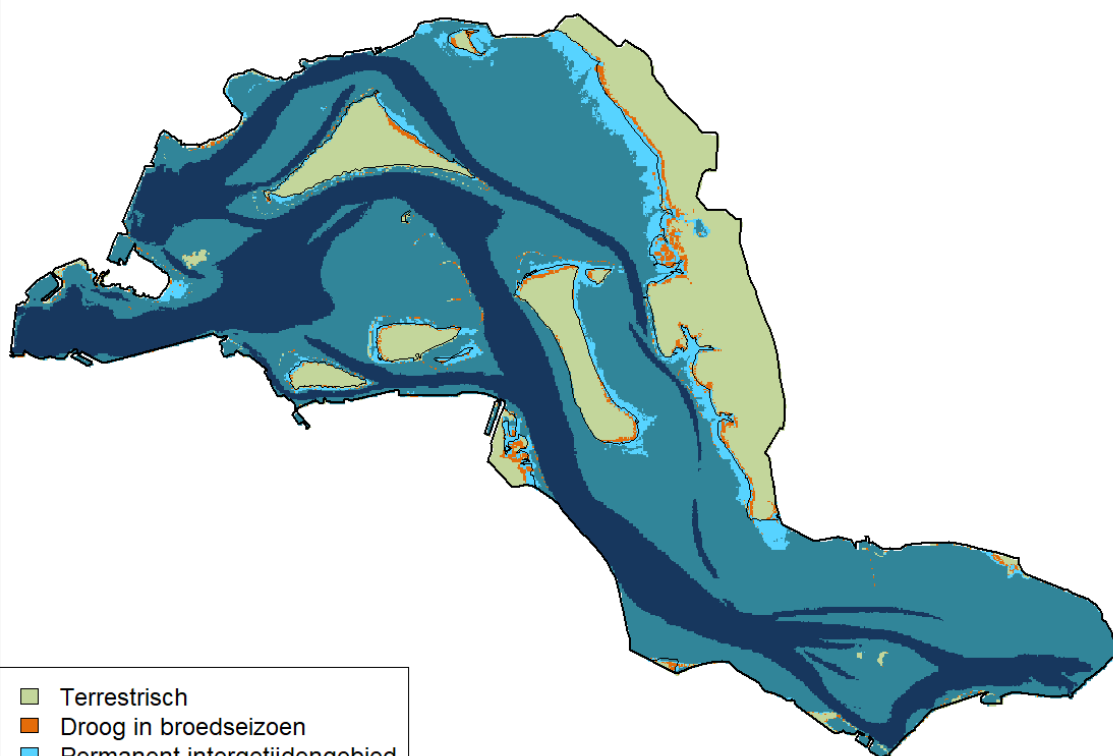 Terrestrisch
Droog in broedseizoen
Permanent intergetijdengebied